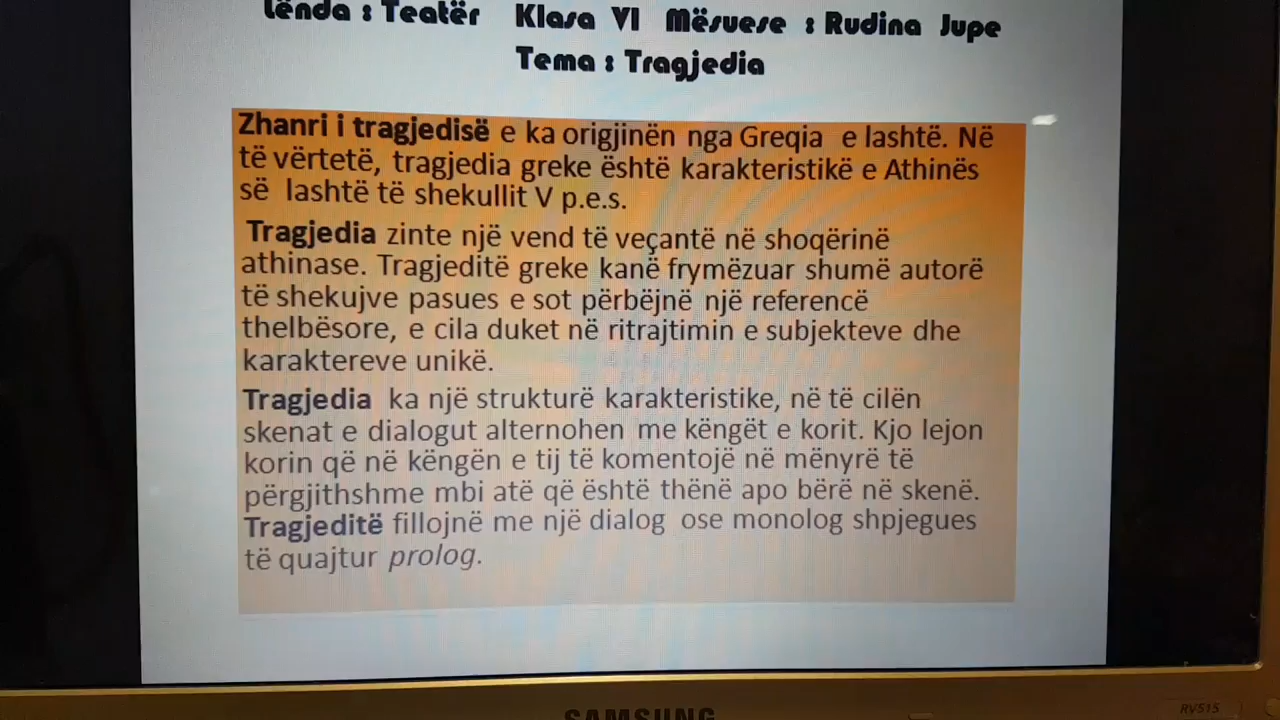 Lënda : Teatër Klasa VI Mësuese : Rudina Jupe
Tema : Tragjedia
Zhanri i tragjedisë e ka origjinën nga Greqia e lashtë. Në
të vërtetë, tragjedia greke është karakteristikë e Athinës
së lashtë të shekullit V p.e.s.
Tragjedia zinte një vend të veçantë në shoqërinë
athinase. Tragjeditë greke kanë frymëzuar shumë autorë
të shekujve pasues e sot përbëjnë një referencë
thelbësore, e cila duket në ritrajtimin e subjekteve dhe
karaktereve unikë.
Tragjedia ka një strukturë karakteristike, në të cilën
skenat e dialogut alternohen me këngët e korit. Kjo lejon
korin që në këngën e tij të komentojë në mënyrë të
përgjithshme mbi atë që është thënë apo bërë në skenë.
Tragjeditë fillojnë me një dialog ose monolog shpjegues
të quajtur prolog.
SAMSUNG
RV515